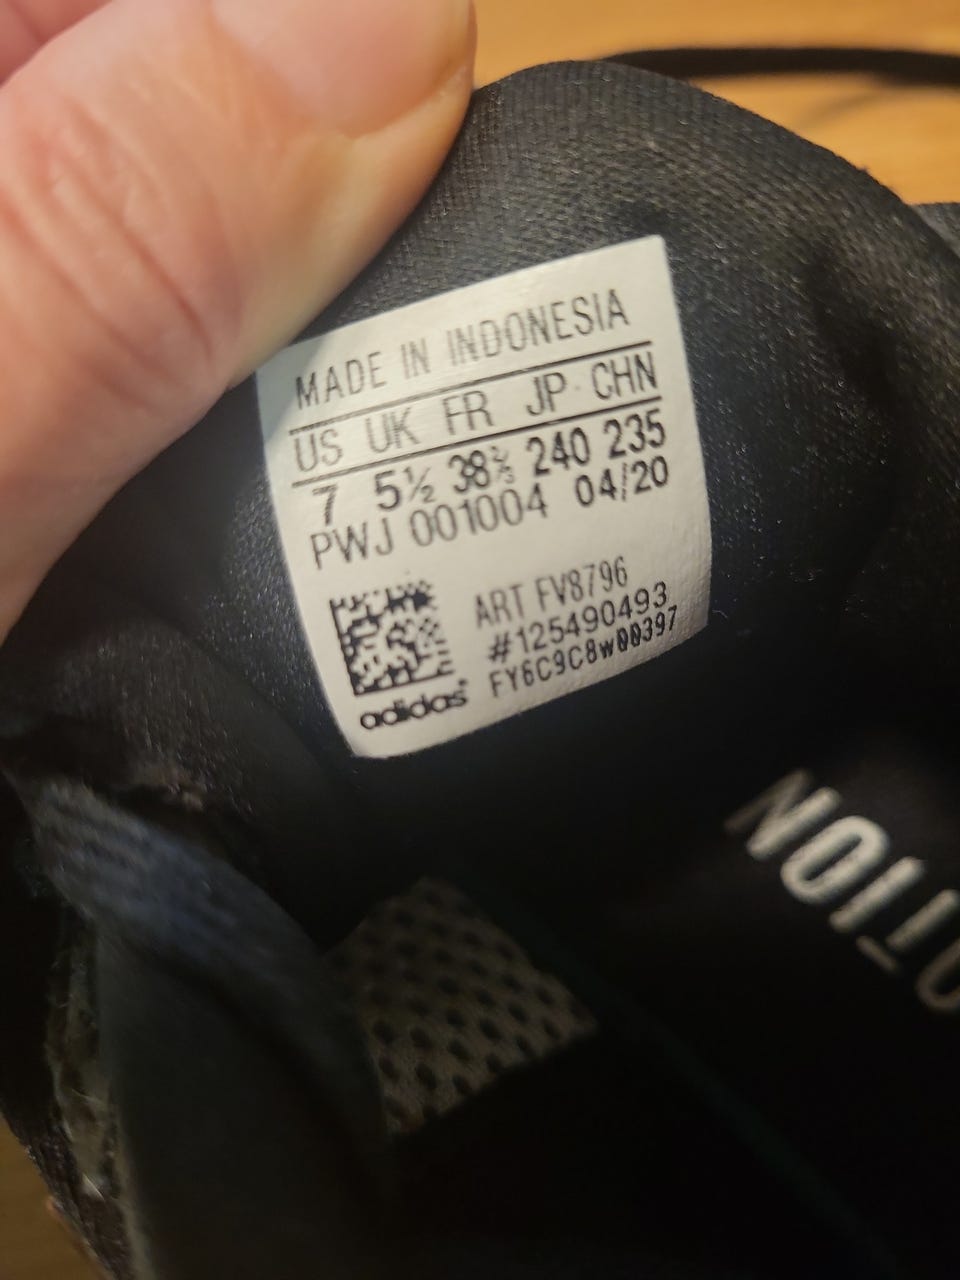 MADE IN INDONESIA
US UK FR JP CHN
7 5½ 38⅔ 240 235
PWJ 001004 04/20
ART FV8796
#125490493
FY6C9C8w00397
adidas